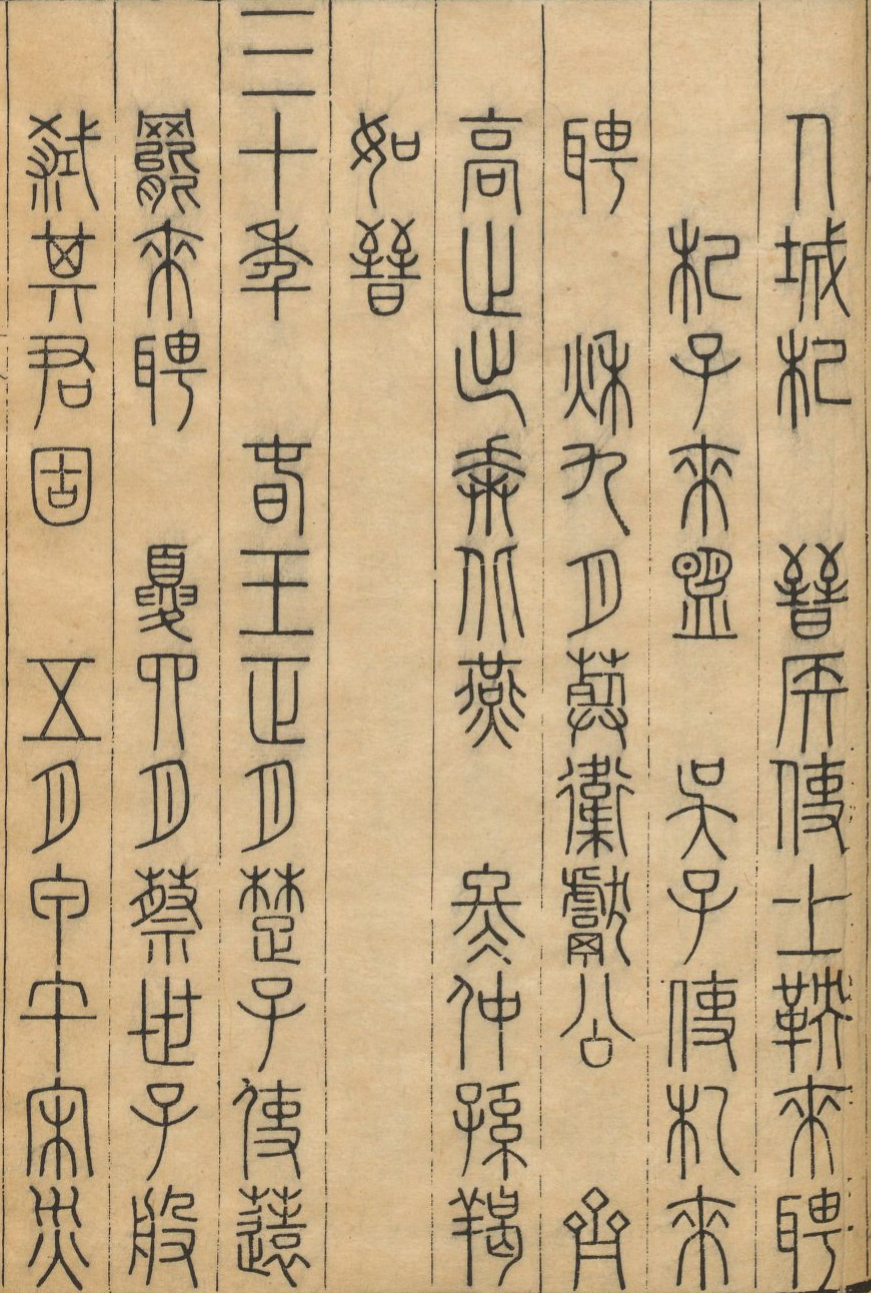 人城杞　晉侯使士鞅來聘
杞子來盟　吳子使札來
聘　秋九月葬衛獻公　齊
高止出奔北燕　冬仲孫羯
如晉
三十年　春王正月楚子使薳
罷來聘　夏四月蔡世子般
弒其君固　五月甲午宋災